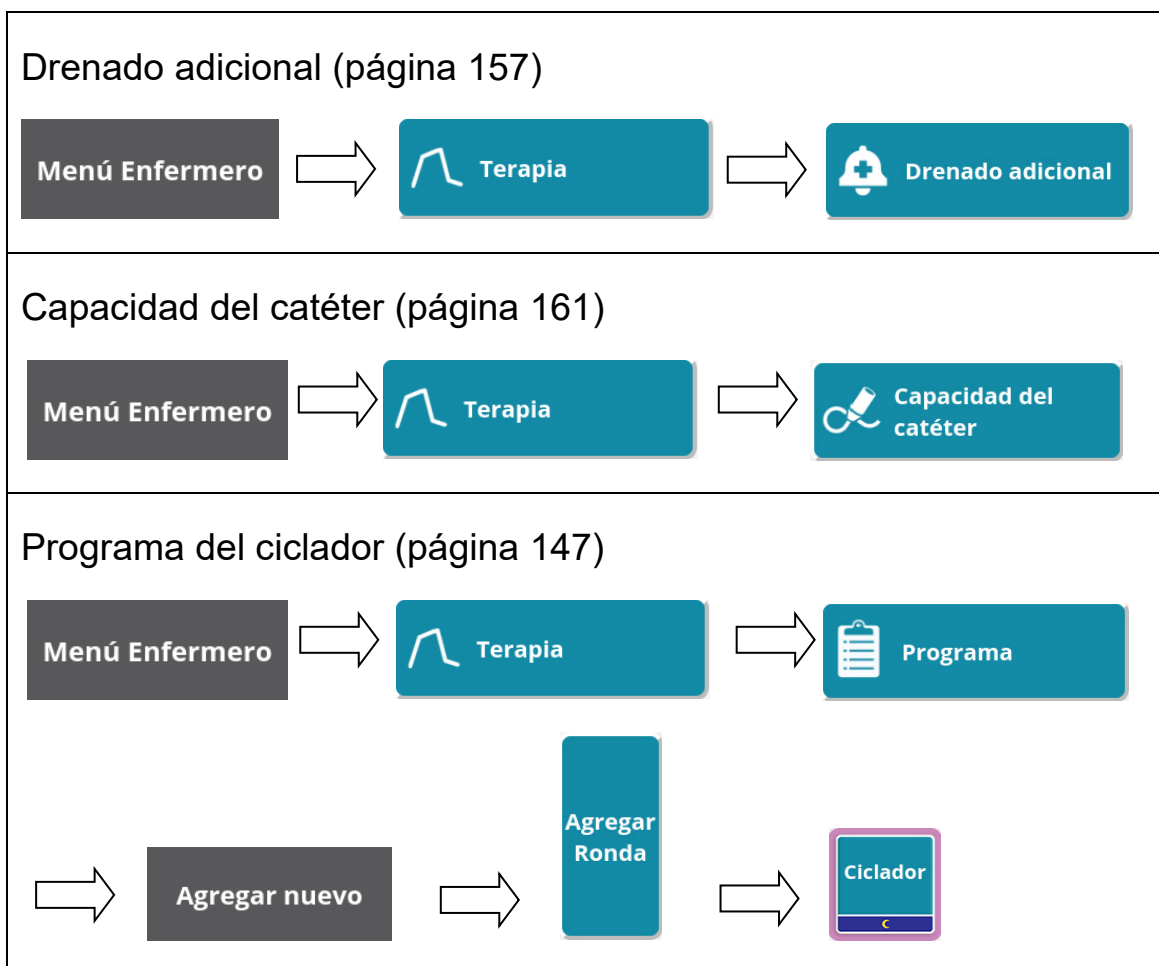 Drenado adicional (página 157)
Menú Enfermero
Terapia
Drenado adicional
Capacidad del catéter (página 161)
Menú Enfermero
Terapia
Capacidad del
catéter
Programa del ciclador (página 147)
Menú Enfermero
Terapia
Programa
Agregar nuevo
Agregar
Ronda
Ciclador